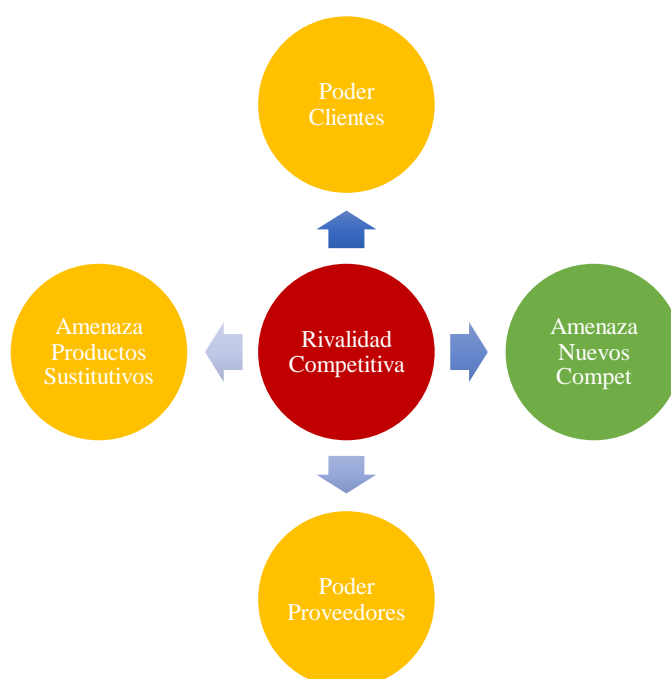 Poder
Clientes
Amenaza
Productos
Sustitutivos
Rivalidad
Competitiva
Amenaza
Nuevos
Compet
Poder
Proveedores